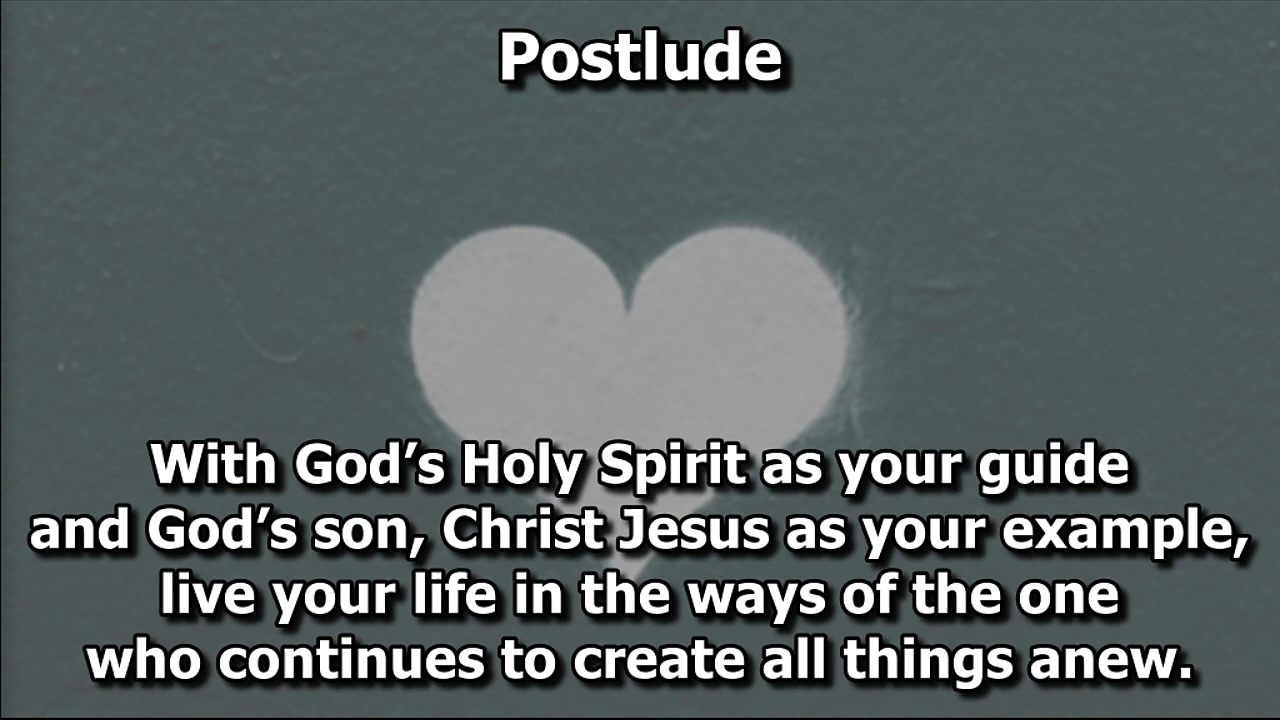 Postlude
With God’s Holy Spirit as your guide
and God’s son, Christ Jesus as your example,
live your life in the ways of the one
who continues to create all things anew.